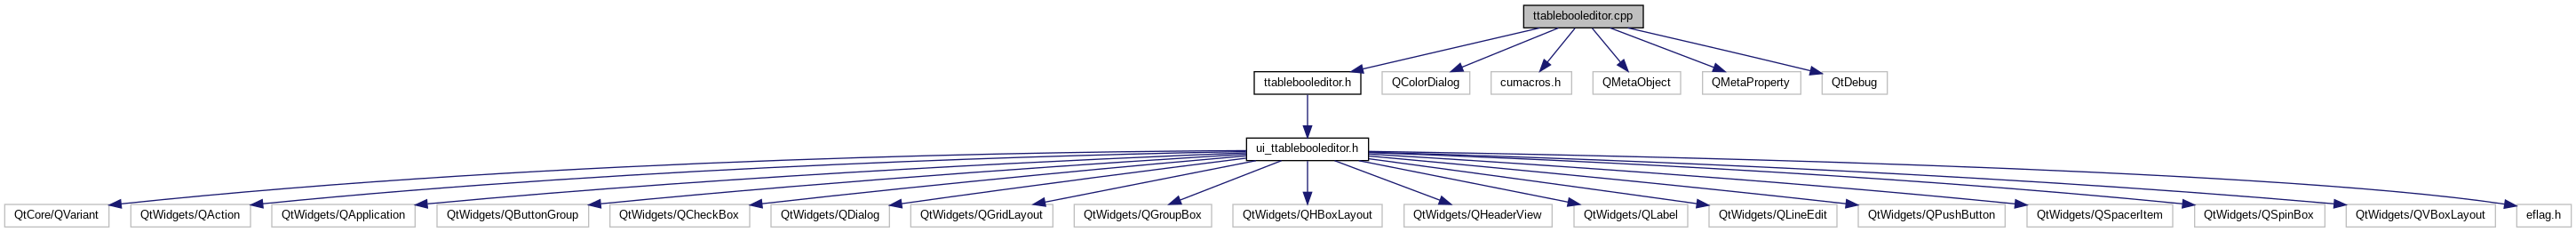 ttablebooleditor.cpp
ttablebooleditor.h
QColorDialog
cumacros.h
QMetaObject
QMetaProperty
QtDebug
ui_ttablebooleditor.h
QtCore/QVariant
QtWidgets/QAction
QtWidgets/QApplication
QtWidgets/QButtonGroup
QtWidgets/QCheckBox
QtWidgets/QDialog
QtWidgets/QGridLayout
QtWidgets/QGroupBox
QtWidgets/QHBoxLayout
QtWidgets/QHeaderView
QtWidgets/QLabel
QtWidgets/QLineEdit
QtWidgets/QPushButton
QtWidgets/QSpacerItem
QtWidgets/QSpinBox
QtWidgets/QVBoxLayout
eflag.h